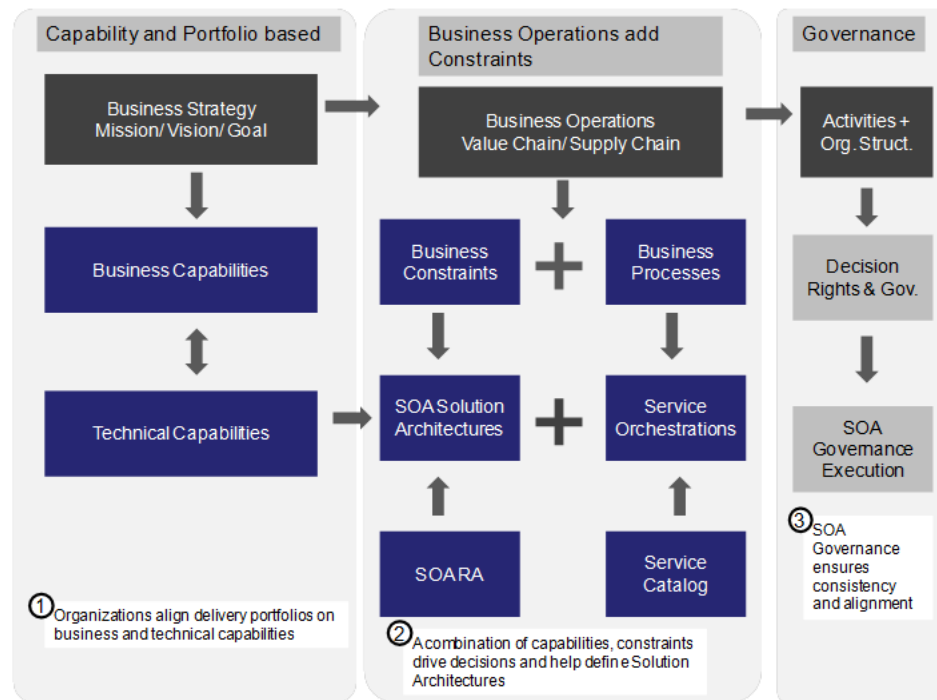 Capability and Portfolio based
Business Strategy
Mission/ Vision/ Goal
Business Capabilities
Technical Capabilities
1
Organizations align delivery portfolios on
business and technical capabilities
Business Operations add
Constraints
Business Operations
Value Chain/ Supply Chain
Business
Constraints
Business
Processes
SOA Solution
Architectures
Service
Orchestrations
SOA RA
Service
Catalog
2
A combination of capabilities, constraints
drive decisions and help define Solution
Architectures
Governance
Activities +
Org. Struct.
Decision
Rights & Gov.
SOA
Governance
Execution
3
SOA
Governance
ensures
consistency
and alignment